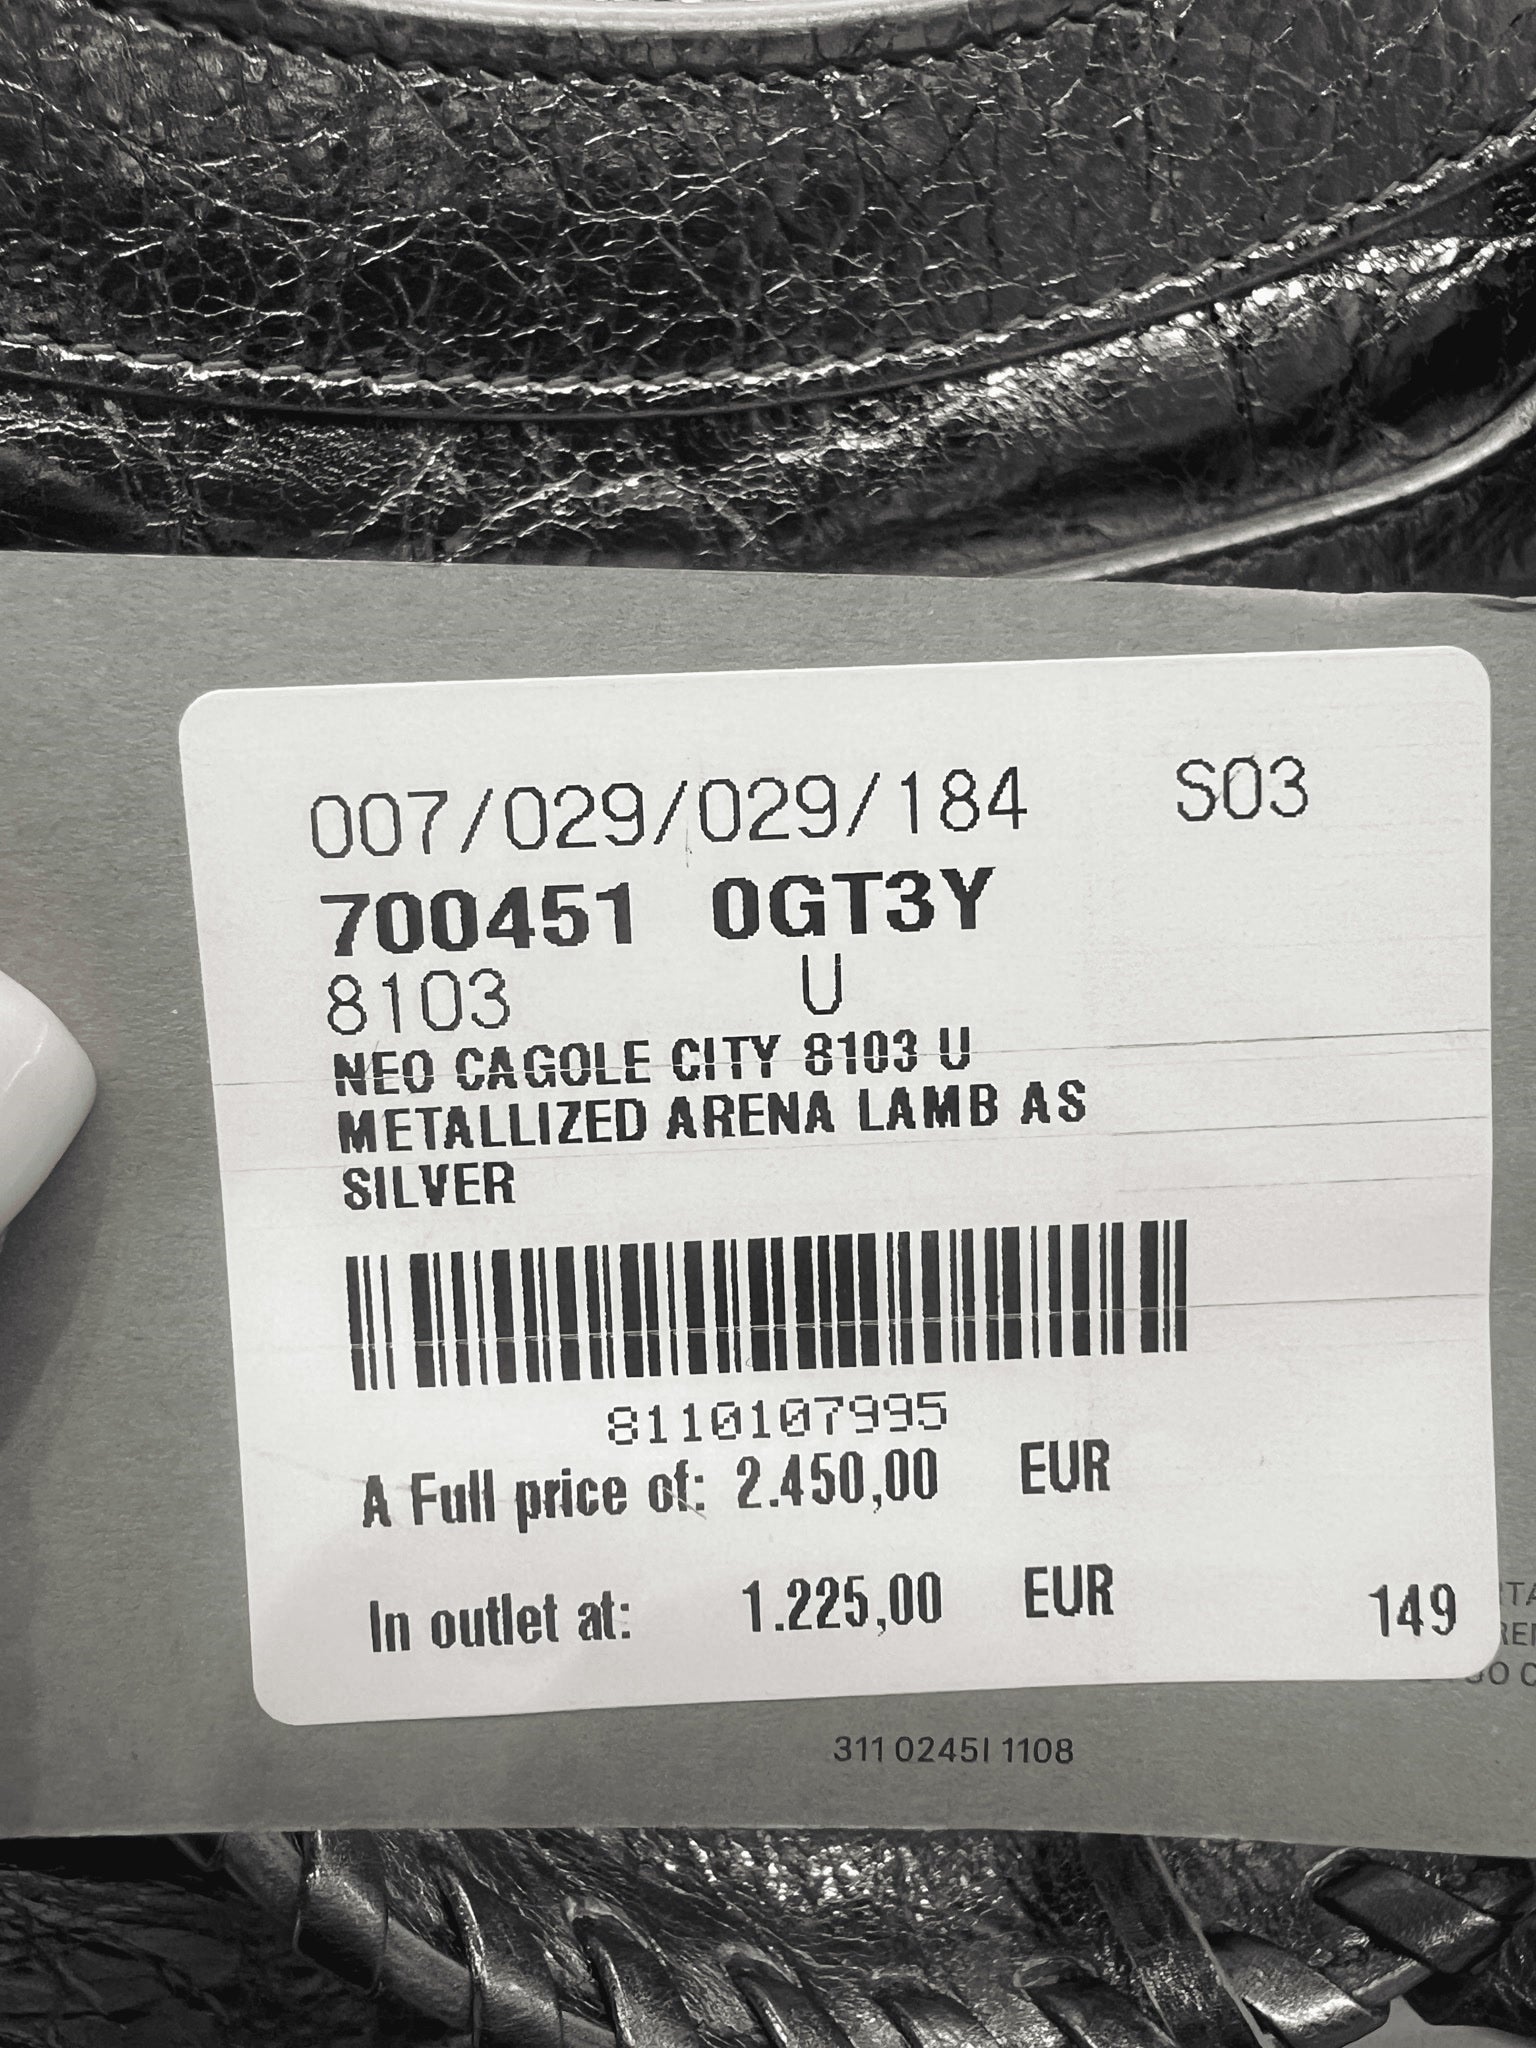 007/029/029/184 S03
700451 0GT3Y
8103 U
NEO CAGOLE CITY 8103 U
METALLIZED ARENA LAMB AS
SILVER
8110107995
A Full price of: 2.450,00 EUR
In outlet at: 1.225,00 EUR 149
311 0245I 1108